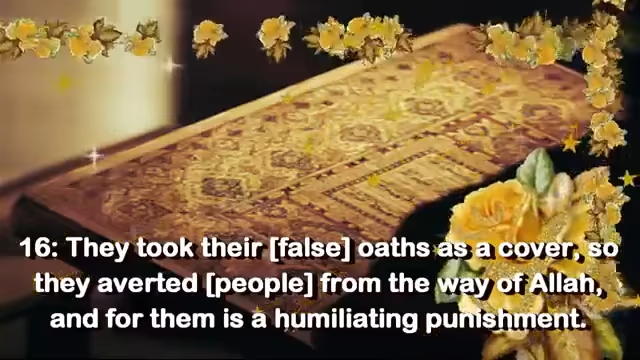 16: They took their [false] oaths as a cover, so
they averted [people] from the way of Allah,
and for them is a humiliating punishment.